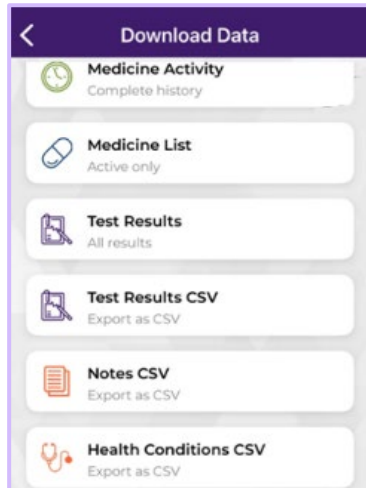 Download Data
Medicine Activity
Complete history
Medicine List
Active only
Test Results
All results
Test Results CSV
Export as CSV
Notes CSV
Export as CSV
Health Conditions CSV
Export as CSV